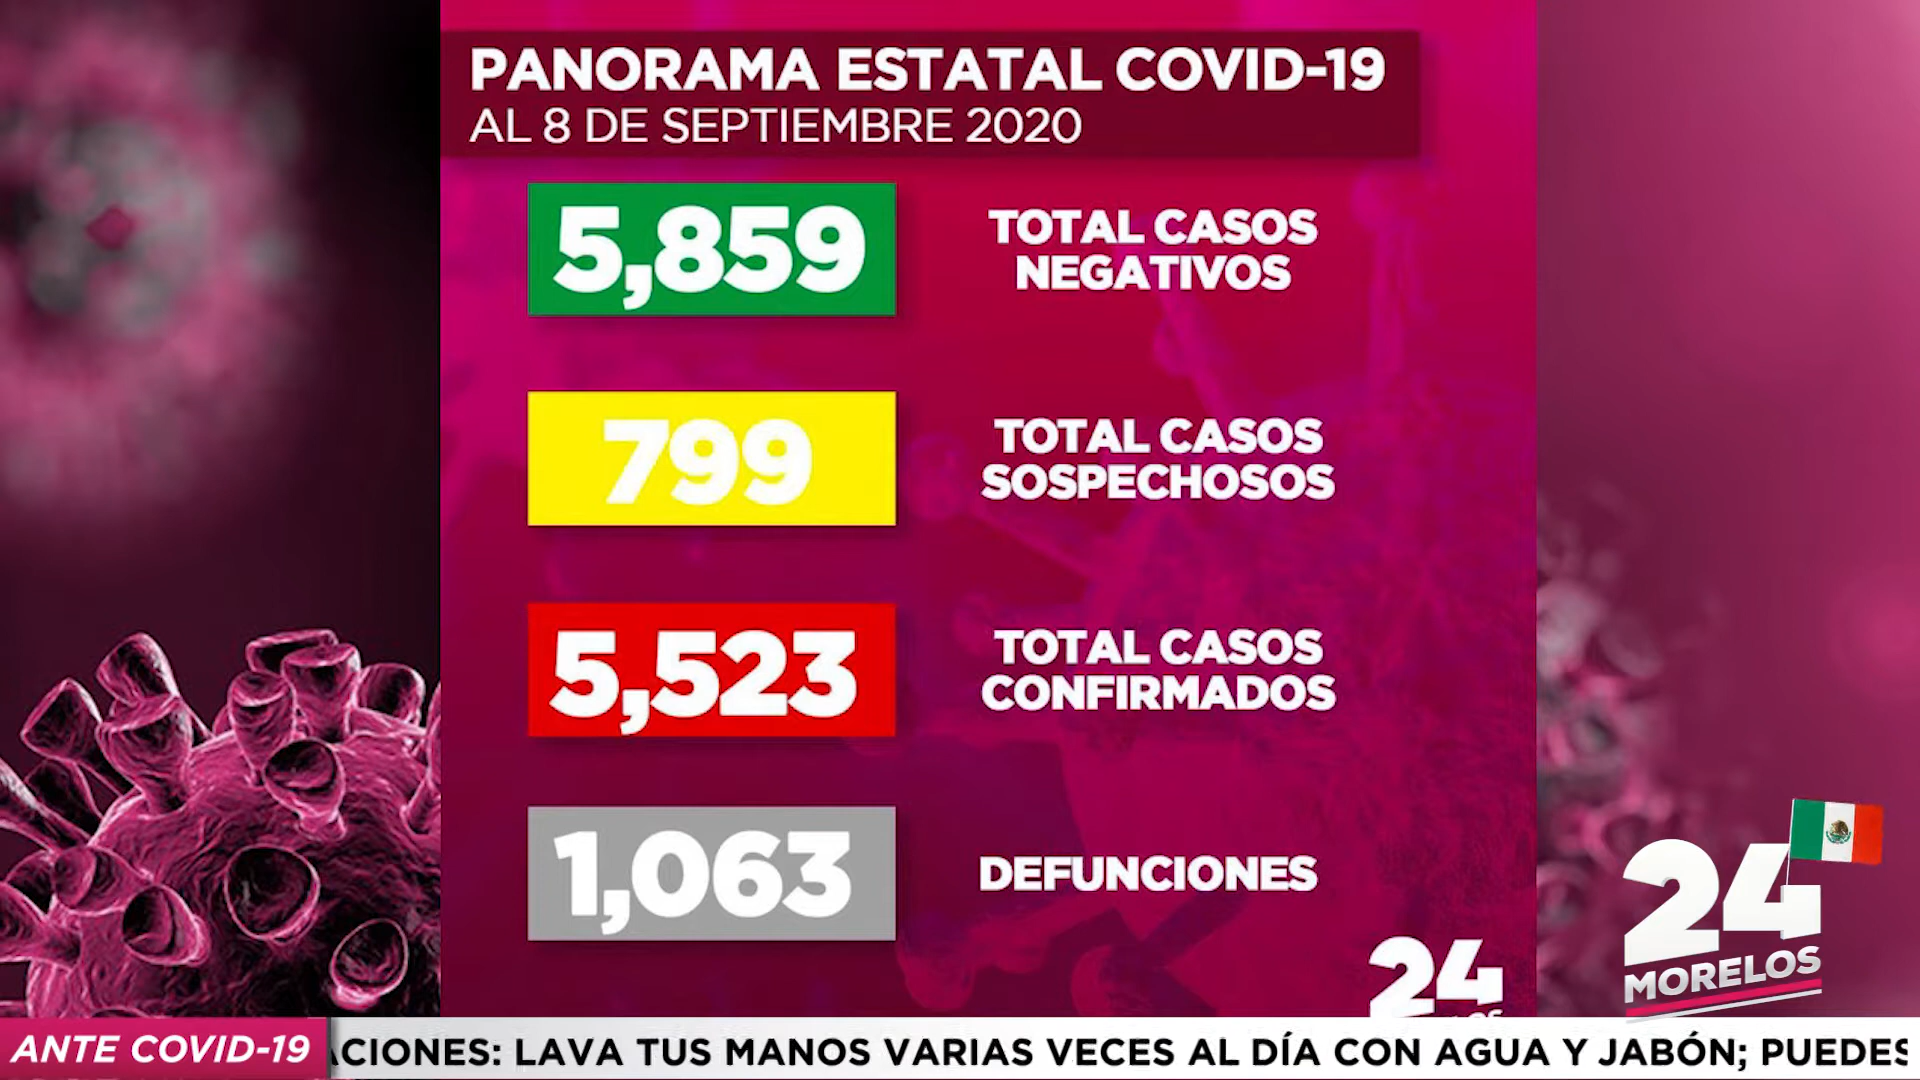 PANORAMA ESTATAL COVID-19
AL 8 DE SEPTIEMBRE 2020
5,859
TOTAL CASOS
NEGATIVOS
799
TOTAL CASOS
SOSPECHOSOS
5,523
TOTAL CASOS
CONFIRMADOS
1,063
DEFUNCIONES
24
24
MORELOS
ANTE COVID-19
ACIONES: LAVA TUS MANOS VARIAS VECES AL DÍA CON AGUA Y JABÓN; PUEDES